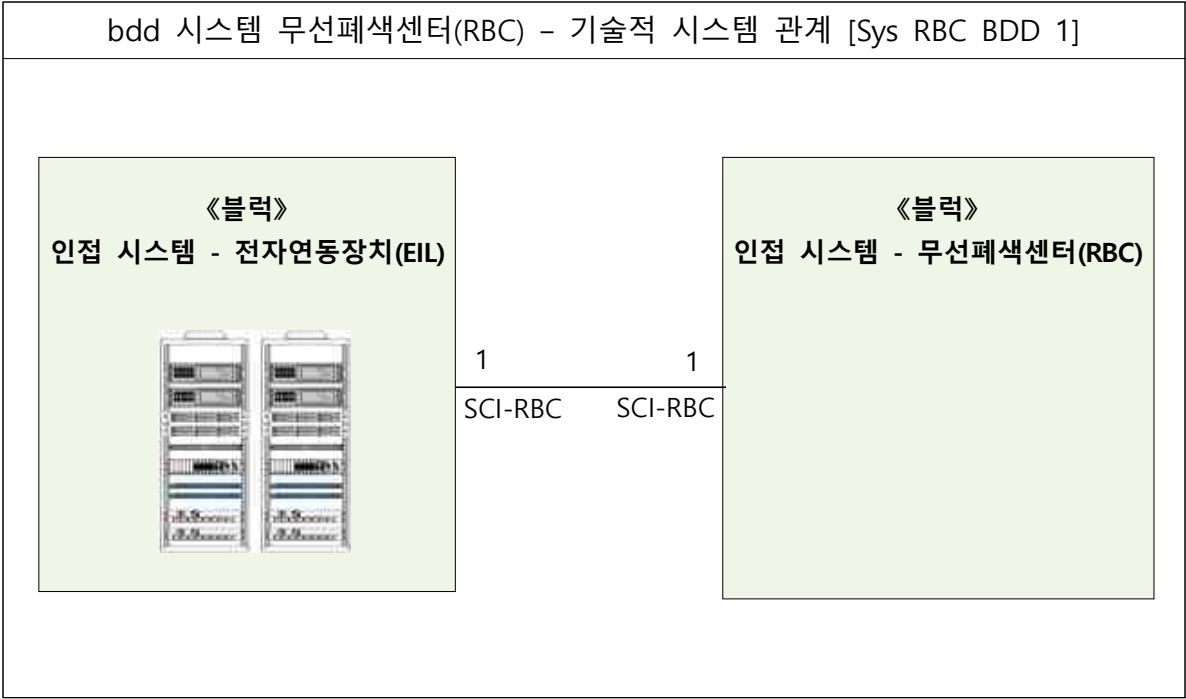 bdd 시스템 무선폐색센터(RBC) – 기술적 시스템 관계 [Sys RBC BDD 1]
《블럭》
인접 시스템 - 전자연동장치(EIL)
《블럭》
인접 시스템 - 무선폐색센터(RBC)
1
1
SCI-RBC
SCI-RBC